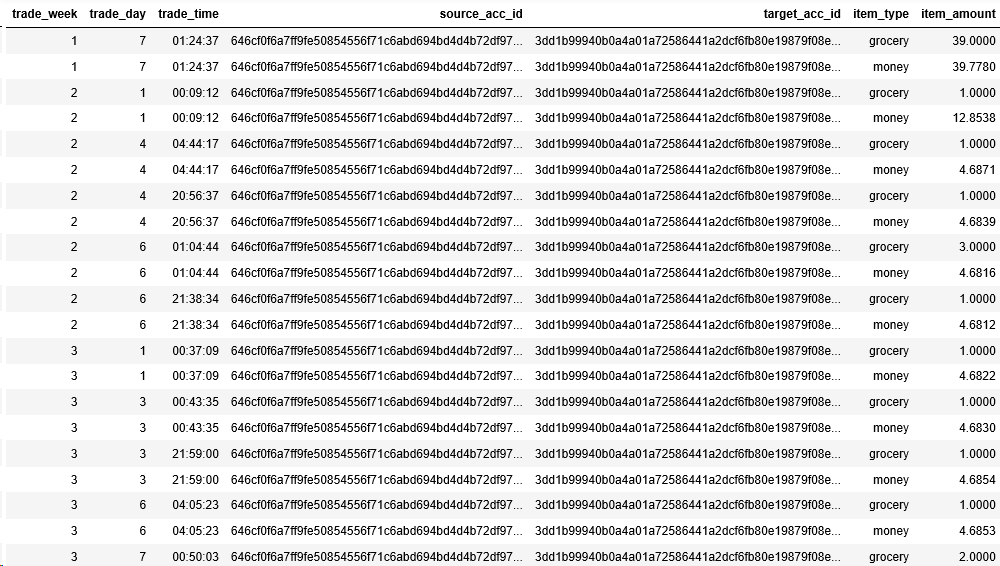 trade_week trade_day trade_time source_acc_id target_acc_id item_type item_amount
1 7 01:24:37 646cf0f6a7ff9fe50854556f71c6abd694bd4d4b72df97... 3dd1b99940b0a4a01a72586441a2dcf6fb80e19879f08e... grocery 39.0000
1 7 01:24:37 646cf0f6a7ff9fe50854556f71c6abd694bd4d4b72df97... 3dd1b99940b0a4a01a72586441a2dcf6fb80e19879f08e... money 39.7780
2 1 00:09:12 646cf0f6a7ff9fe50854556f71c6abd694bd4d4b72df97... 3dd1b99940b0a4a01a72586441a2dcf6fb80e19879f08e... grocery 1.0000
2 1 00:09:12 646cf0f6a7ff9fe50854556f71c6abd694bd4d4b72df97... 3dd1b99940b0a4a01a72586441a2dcf6fb80e19879f08e... money 12.8538
2 4 04:44:17 646cf0f6a7ff9fe50854556f71c6abd694bd4d4b72df97... 3dd1b99940b0a4a01a72586441a2dcf6fb80e19879f08e... grocery 1.0000
2 4 04:44:17 646cf0f6a7ff9fe50854556f71c6abd694bd4d4b72df97... 3dd1b99940b0a4a01a72586441a2dcf6fb80e19879f08e... money 4.6871
2 4 20:56:37 646cf0f6a7ff9fe50854556f71c6abd694bd4d4b72df97... 3dd1b99940b0a4a01a72586441a2dcf6fb80e19879f08e... grocery 1.0000
2 4 20:56:37 646cf0f6a7ff9fe50854556f71c6abd694bd4d4b72df97... 3dd1b99940b0a4a01a72586441a2dcf6fb80e19879f08e... money 4.6839
2 6 01:04:44 646cf0f6a7ff9fe50854556f71c6abd694bd4d4b72df97... 3dd1b99940b0a4a01a72586441a2dcf6fb80e19879f08e... grocery 3.0000
2 6 01:04:44 646cf0f6a7ff9fe50854556f71c6abd694bd4d4b72df97... 3dd1b99940b0a4a01a72586441a2dcf6fb80e19879f08e... money 4.6816
2 6 21:38:34 646cf0f6a7ff9fe50854556f71c6abd694bd4d4b72df97... 3dd1b99940b0a4a01a72586441a2dcf6fb80e19879f08e... grocery 1.0000
2 6 21:38:34 646cf0f6a7ff9fe50854556f71c6abd694bd4d4b72df97... 3dd1b99940b0a4a01a72586441a2dcf6fb80e19879f08e... money 4.6812
3 1 00:37:09 646cf0f6a7ff9fe50854556f71c6abd694bd4d4b72df97... 3dd1b99940b0a4a01a72586441a2dcf6fb80e19879f08e... grocery 1.0000
3 1 00:37:09 646cf0f6a7ff9fe50854556f71c6abd694bd4d4b72df97... 3dd1b99940b0a4a01a72586441a2dcf6fb80e19879f08e... money 4.6822
3 3 00:43:35 646cf0f6a7ff9fe50854556f71c6abd694bd4d4b72df97... 3dd1b99940b0a4a01a72586441a2dcf6fb80e19879f08e... grocery 1.0000
3 3 00:43:35 646cf0f6a7ff9fe50854556f71c6abd694bd4d4b72df97... 3dd1b99940b0a4a01a72586441a2dcf6fb80e19879f08e... money 4.6830
3 3 21:59:00 646cf0f6a7ff9fe50854556f71c6abd694bd4d4b72df97... 3dd1b99940b0a4a01a72586441a2dcf6fb80e19879f08e... grocery 1.0000
3 3 21:59:00 646cf0f6a7ff9fe50854556f71c6abd694bd4d4b72df97... 3dd1b99940b0a4a01a72586441a2dcf6fb80e19879f08e... money 4.6854
3 6 04:05:23 646cf0f6a7ff9fe50854556f71c6abd694bd4d4b72df97... 3dd1b99940b0a4a01a72586441a2dcf6fb80e19879f08e... grocery 1.0000
3 6 04:05:23 646cf0f6a7ff9fe50854556f71c6abd694bd4d4b72df97... 3dd1b99940b0a4a01a72586441a2dcf6fb80e19879f08e... money 4.6853
3 7 00:50:03 646cf0f6a7ff9fe50854556f71c6abd694bd4d4b72df97... 3dd1b99940b0a4a01a72586441a2dcf6fb80e19879f08e... grocery 2.0000